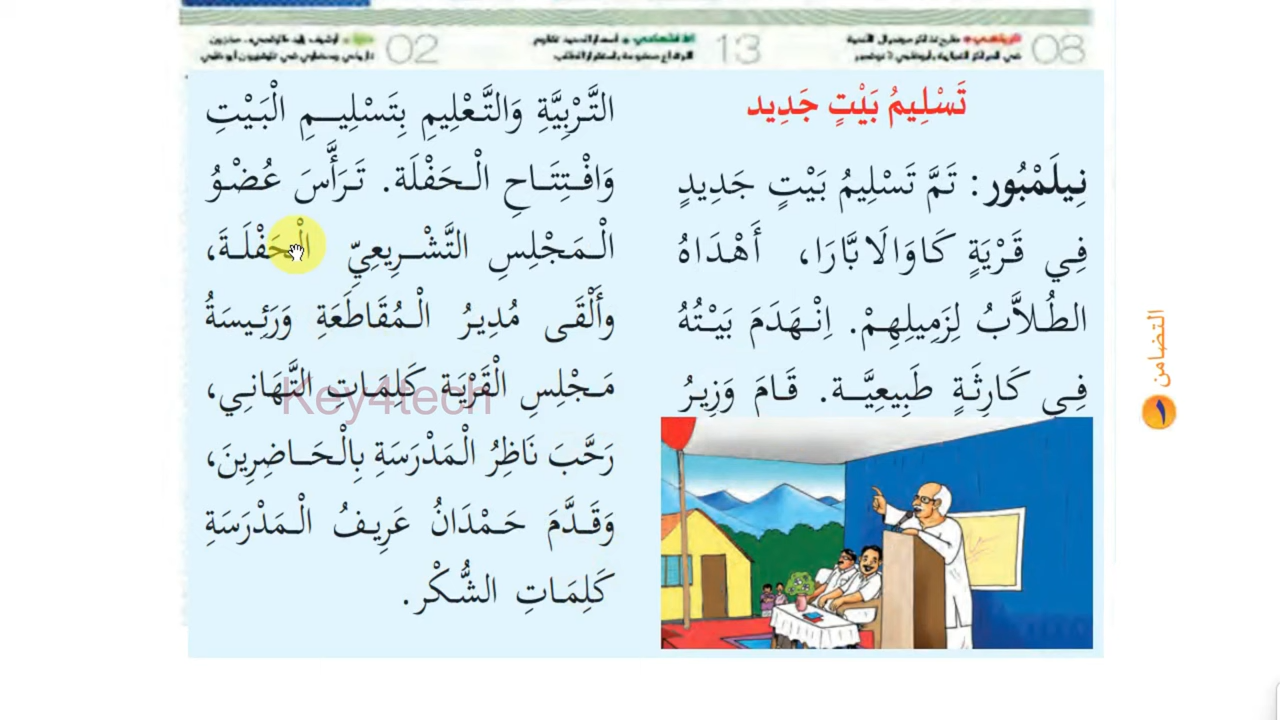 08
13
02
تَسْلِيمُ بَيْتٍ جَدِيد
نِيلَمْبُور: تَمَّ تَسْلِيمُ بَيْتٍ جَدِيدٍ
فِي قَرْيَةٍ كَاوَالَابَّارَا، أَهْدَاهُ
الطُلَّابُ لِزَمِيلِهِمْ. اِنْهَدَمَ بَيْتُهُ
فِي كَارِثَةٍ طَبِيعِيَّة. قَامَ وَزِيرُ
التَّرْبِيَّةِ وَالتَّعْلِيمِ بِتَسْلِيمِ الْبَيْتِ
وَافْتِتَاحِ الْحَفْلَة. تَرَأَّسَ عُضْوُ
الْمَجْلِسِ التَّشْرِيعِيِّ الْحَفْلَةَ،
وأَلْقَى مُدِيرُ الْمُقَاطَعَةِ وَرَئِيسَةُ
مَجْلِسِ الْقَرْيَة كَلِمَاتِ التَّهَانِي،
رَحَّبَ نَاظِرُ الْمَدْرَسَةِ بِالْحَاضِرِينَ،
وَقَدَّمَ حَمْدَانُ عَرِيفُ الْمَدْرَسَةِ
كَلِمَاتِ الشُّكْر.
Key4tech
التضامن
١